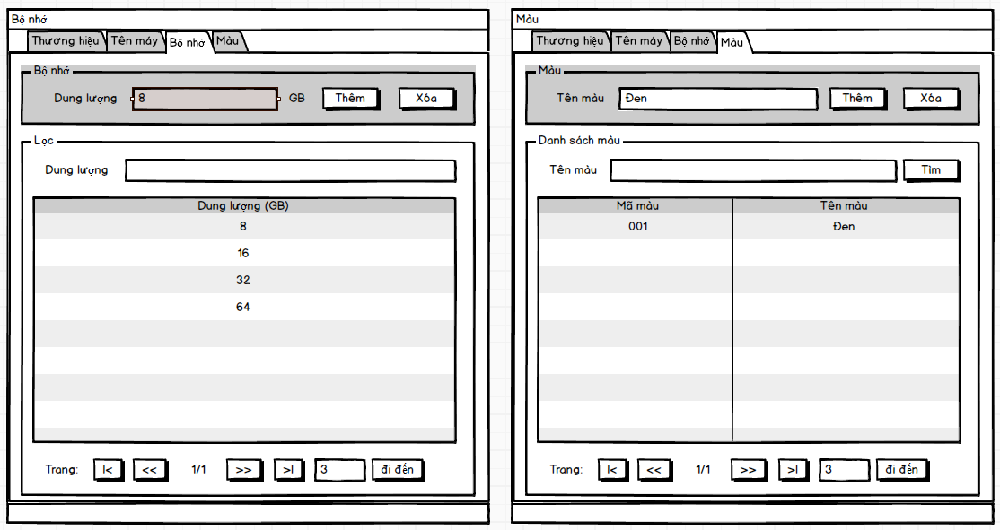 Bộ nhớ
Thương hiệu Tên máy Bộ nhớ Màu
Bộ nhớ
Dung lượng 8 GB Thêm Xóa
Lọc
Dung lượng
Dung lượng (GB)
8
16
32
64
Trang: |< << 1/1 >> >| 3 đi đến
Màu
Thương hiệu Tên máy Bộ nhớ Màu
Màu
Tên màu Đen Thêm Xóa
Danh sách màu
Tên màu Tìm
Mã màu Tên màu
001 Đen
Trang: |< << 1/1 >> >| 3 đi đến